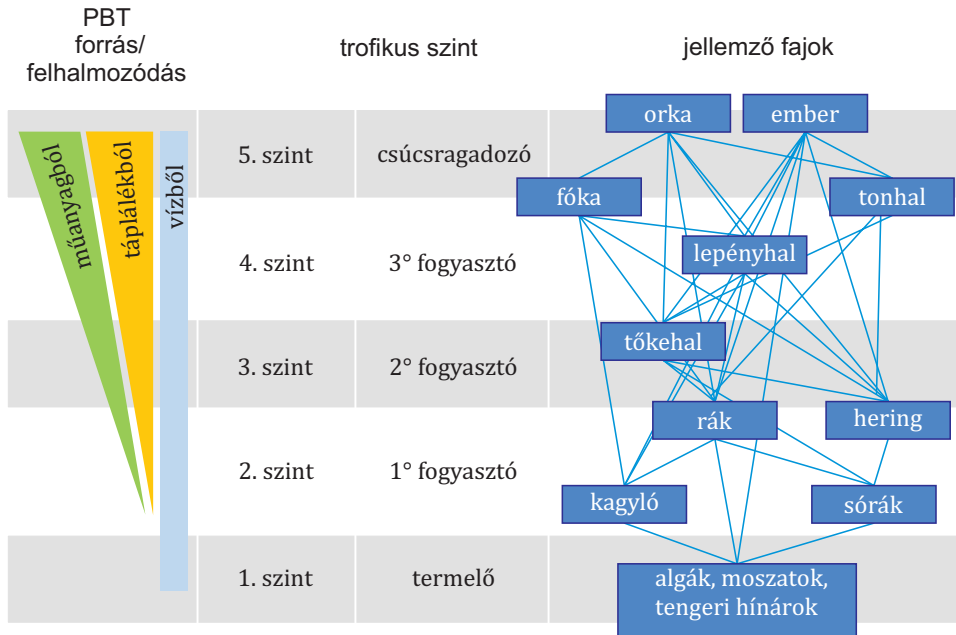 PBT
forrás/
felhalmozódás
trofikus szint
jellemző fajok
műanyagból
táplálékból
vízből
5. szint
csúcsragadozó
4. szint
3° fogyasztó
3. szint
2° fogyasztó
2. szint
1° fogyasztó
1. szint
termelő
orka
ember
fóka
tonhal
lepényhal
tőkehal
rák
hering
kagyló
sórák
algák, moszatok,
tengeri hínárok